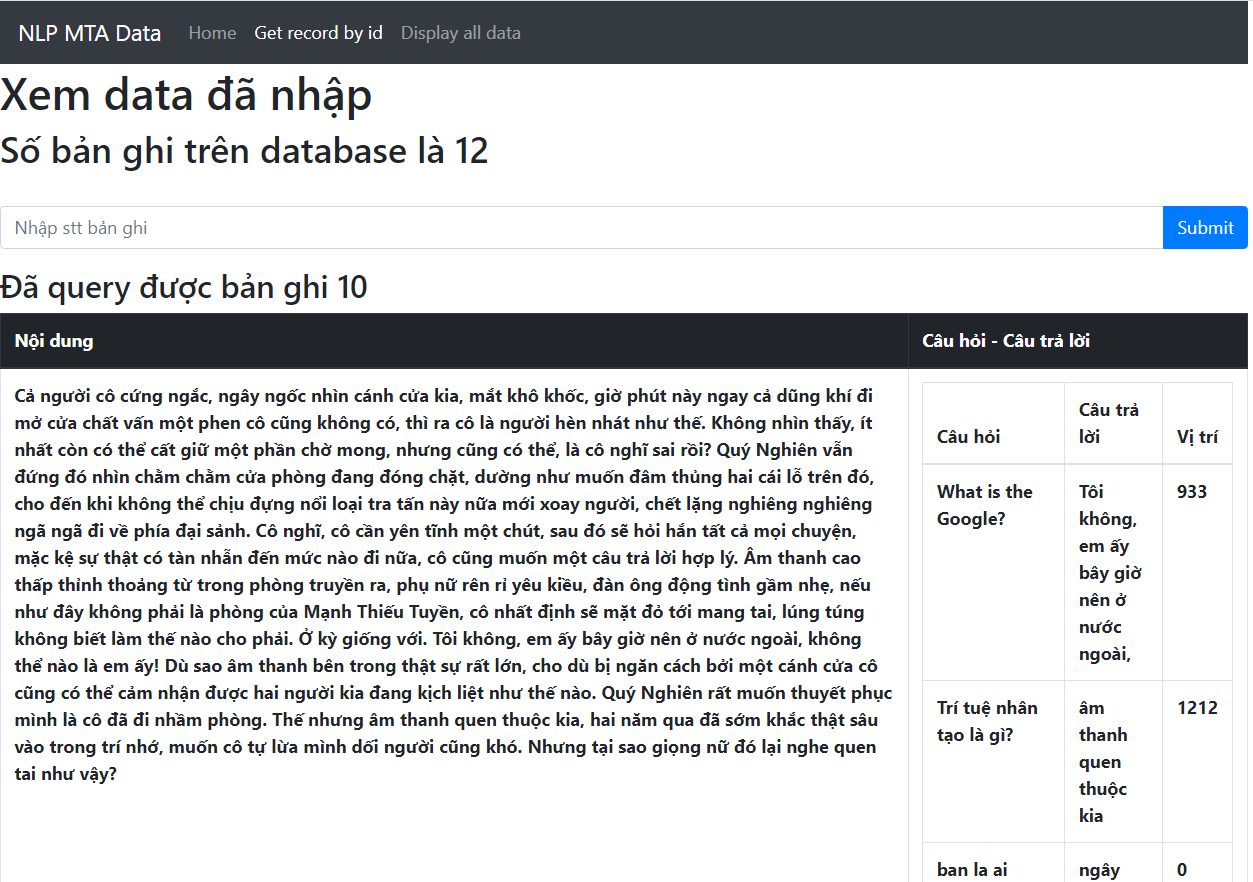 NLP MTA Data Home Get record by id Display all data
Xem data đã nhập
Số bản ghi trên database là 12
Nhập stt bản ghi Submit
Đã query được bản ghi 10
Nội dung Câu hỏi - Câu trả lời
Cả người cô cứng ngắc, ngây ngốc nhìn cánh cửa kia, mắt khô khốc, giờ phút này ngay cả dũng khí đi
mở cửa chất vấn một phen cô cũng không có, thì ra cô là người hèn nhát như thế. Không nhìn thấy, ít
nhất còn có thể cất giữ một phần chờ mong, nhưng cũng có thể, là cô nghĩ sai rồi? Quý Nghiên vẫn
đứng đó nhìn chằm chằm cửa phòng đang đóng chặt, dường như muốn đâm thủng hai cái lỗ trên đó,
cho đến khi không thể chịu đựng nổi loại tra tấn này nữa mới xoay người, chết lặng nghiêng nghiêng
ngã ngã đi về phía đại sảnh. Cô nghĩ, cô cần yên tĩnh một chút, sau đó sẽ hỏi hắn tất cả mọi chuyện,
mặc kệ sự thật có tàn nhẫn đến mức nào đi nữa, cô cũng muốn một câu trả lời hợp lý. Âm thanh cao
thấp thỉnh thoảng từ trong phòng truyền ra, phụ nữ rên rỉ yêu kiều, đàn ông động tình gầm nhẹ, nếu
như đây không phải là phòng của Mạnh Thiếu Tuyền, cô nhất định sẽ mặt đỏ tới mang tai, lúng túng
không biết làm thế nào cho phải. Ở kỳ giống với. Tôi không, em ấy bây giờ nên ở nước ngoài, không
thể nào là em ấy! Dù sao âm thanh bên trong thật sự rất lớn, cho dù bị ngăn cách bởi một cánh cửa cô
cũng có thể cảm nhận được hai người kia đang kịch liệt như thế nào. Quý Nghiên rất muốn thuyết phục
mình là cô đã đi nhầm phòng. Thế nhưng âm thanh quen thuộc kia, hai năm qua đã sớm khắc thật sâu
vào trong trí nhớ, muốn cô tự lừa mình dối người cũng khó. Nhưng tại sao giọng nữ đó lại nghe quen
tai như vậy?
Câu trả
Câu hỏi lời Vị trí
What is the Tôi 933
Google? không,
em ấy
bây giờ
nên ở
nước
ngoài,
Trí tuệ nhân âm 1212
tạo là gì? thanh
quen
thuộc
kia
ban la ai ngây 0